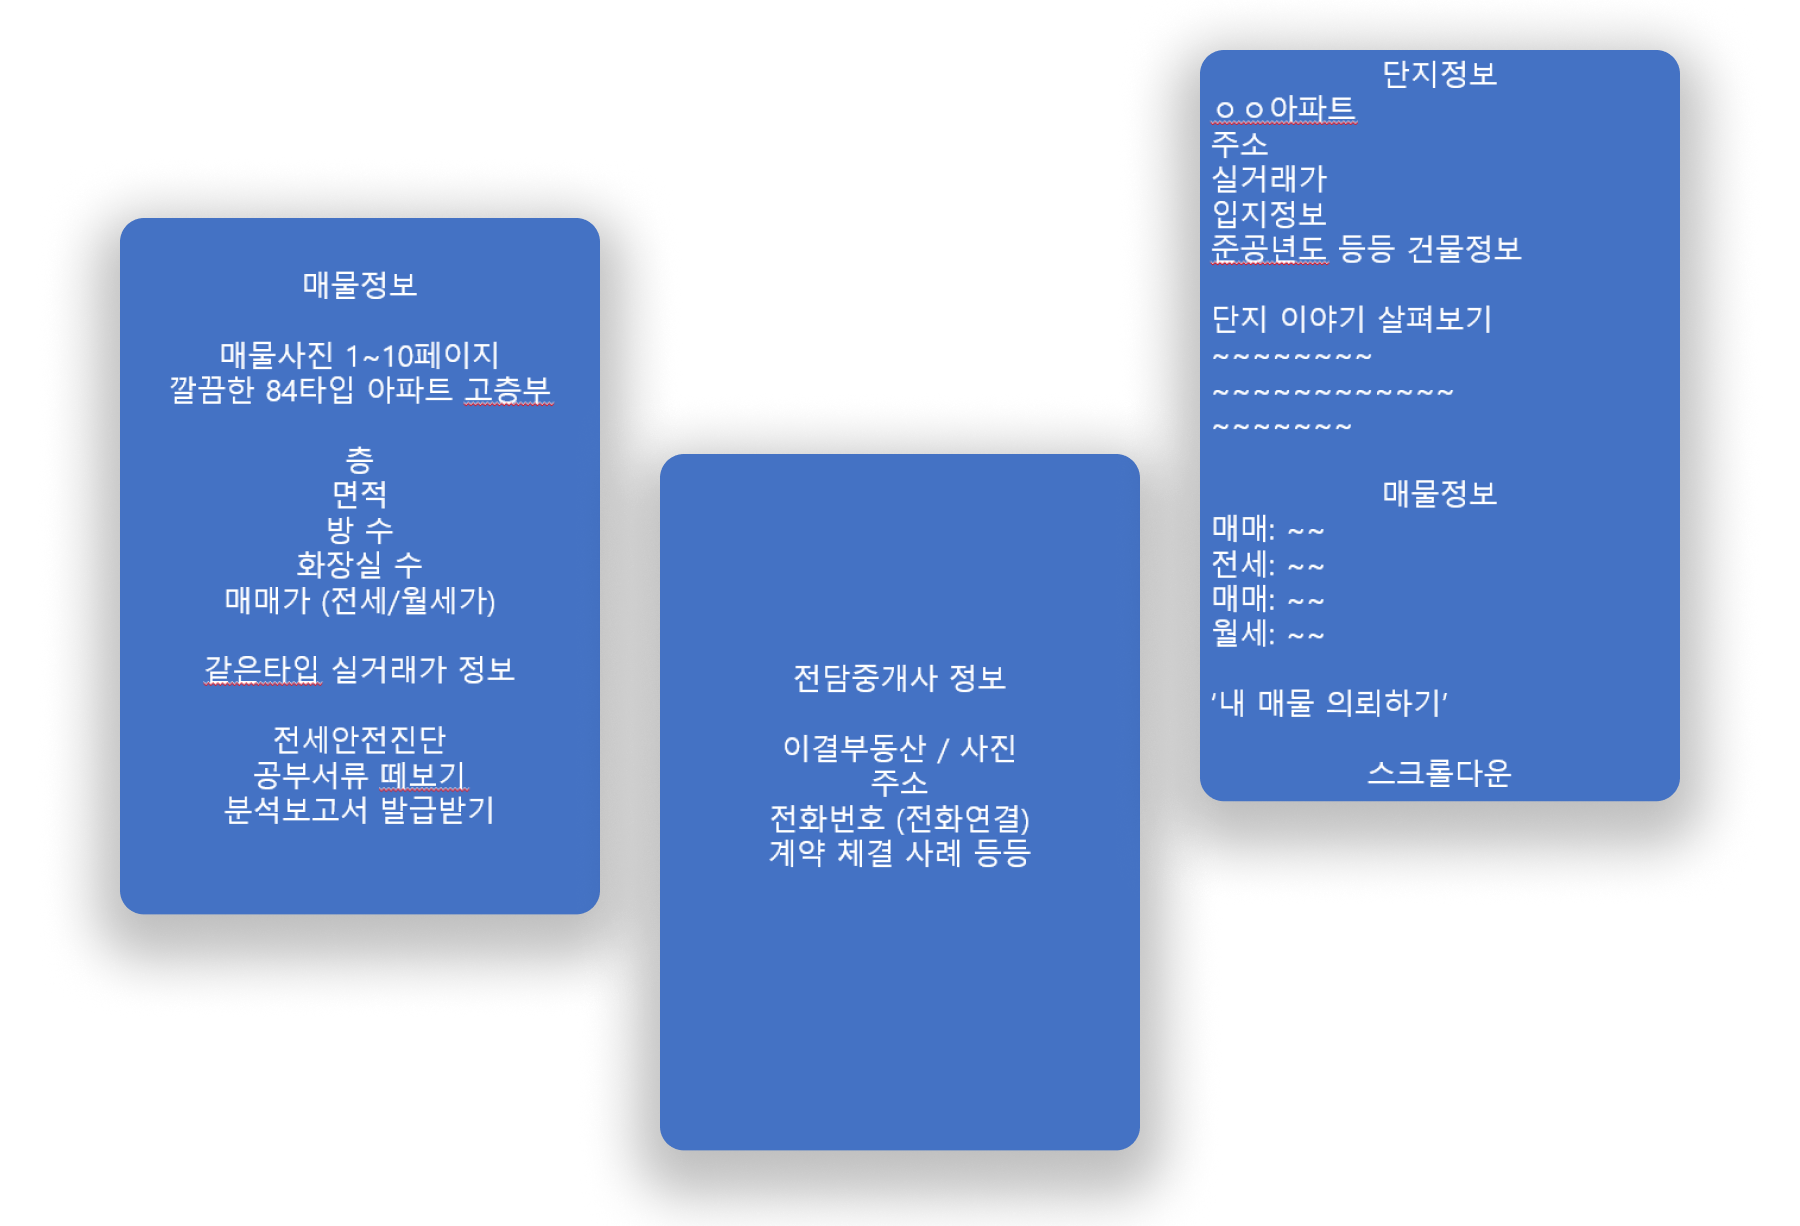 매물정보
매물사진 1~10페이지
깔끔한 84타입 아파트 고층부
층
면적
방 수
화장실 수
매매가 (전세/월세가)
같은타입 실거래가 정보
전세안전진단
공부서류 떼보기
분석보고서 발급받기
전담중개사 정보
이결부동산 / 사진
주소
전화번호 (전화연결)
계약 체결 사례 등등
단지정보
ㅇㅇ아파트
주소
실거래가
입지정보
준공년도 등등 건물정보
단지 이야기 살펴보기
~~~~~~~~
~~~~~~~~~~~~
~~~~~~~
매물정보
매매: ~~
전세: ~~
매매: ~~
월세: ~~
‘내 매물 의뢰하기’
스크롤다운